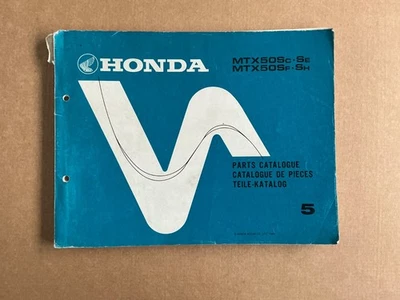 HONDA
MTX50Sc·SE
MTX50SF·SH
PARTS CATALOGUE
CATALOGUE DE PIECES
TEILE-KATALOG
5